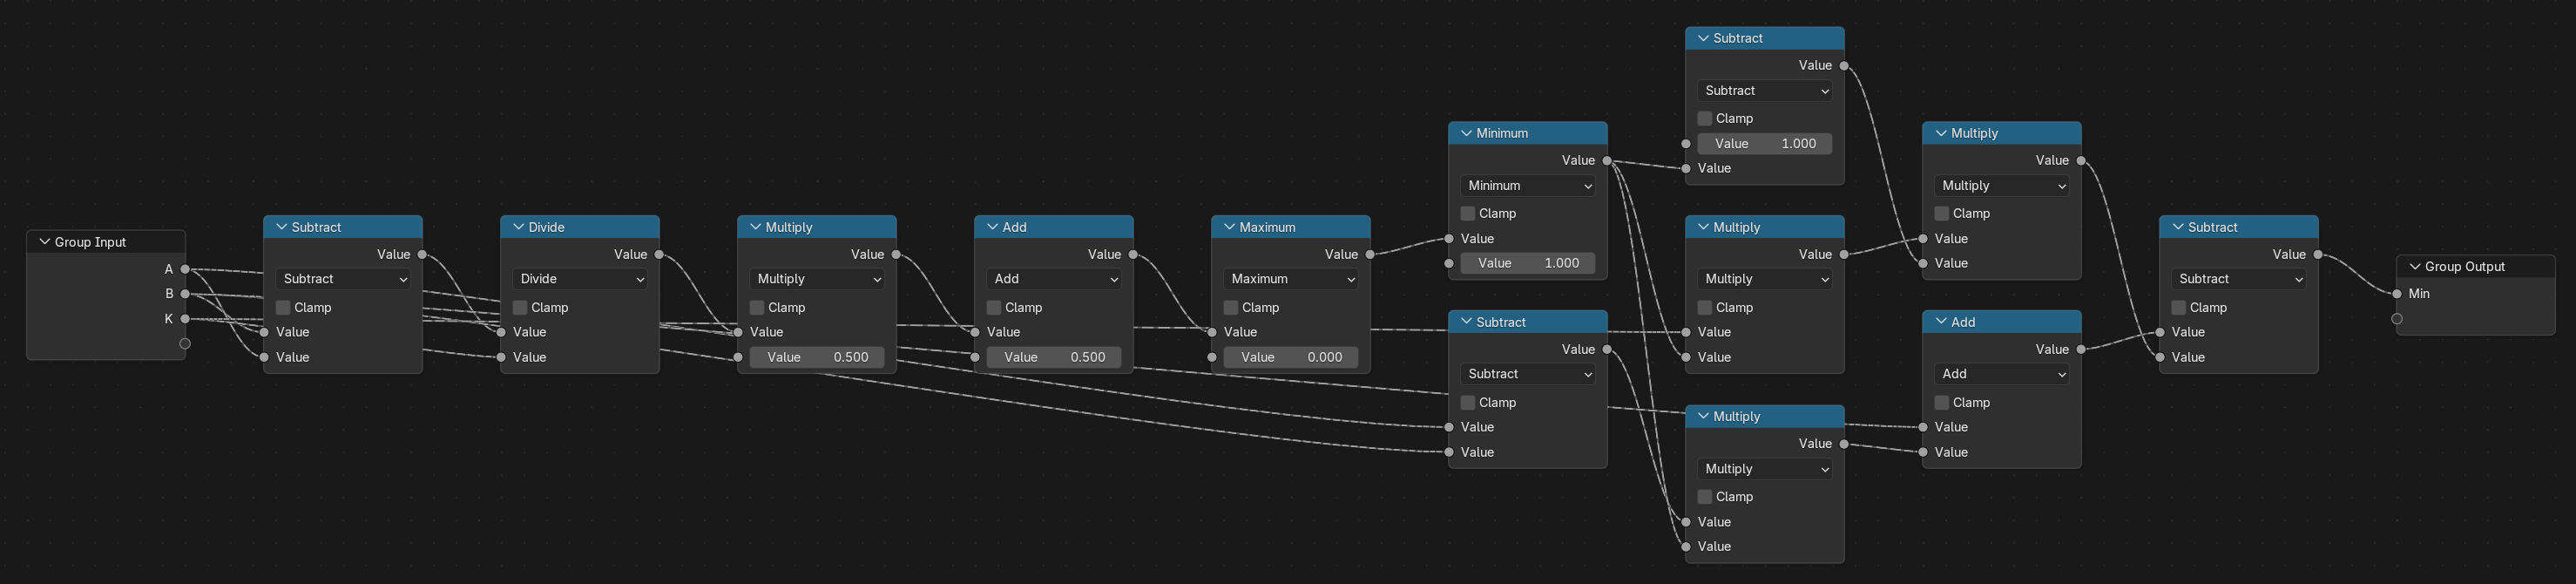 Group Input
A
B
K
Subtract
Value
Subtract
Clamp
Value
Value
Divide
Value
Divide
Clamp
Value
Value
Multiply
Value
Multiply
Clamp
Value
Value 0.500
Add
Value
Add
Clamp
Value
Value 0.500
Maximum
Value
Maximum
Clamp
Value
Value 0.000
Minimum
Value
Minimum
Clamp
Value
Value 1.000
Subtract
Value
Subtract
Clamp
Value
Value
Subtract
Value
Subtract
Clamp
Value 1.000
Value
Multiply
Value
Multiply
Clamp
Value
Value
Multiply
Value
Multiply
Clamp
Value
Value
Multiply
Value
Multiply
Clamp
Value
Value
Add
Value
Add
Clamp
Value
Value
Subtract
Value
Subtract
Clamp
Value
Value
Group Output
Min